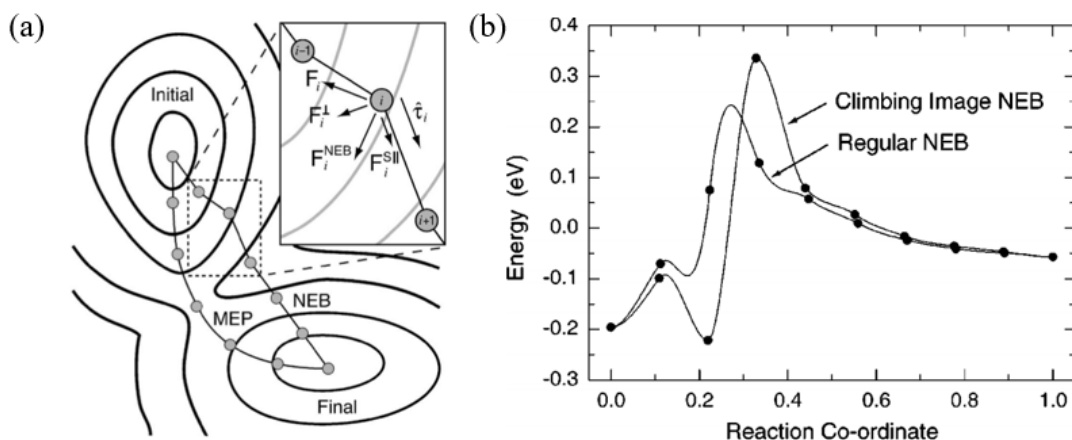 (a)
Initial
i-1
F_i
i
τ̂_i
F_i^⊥
F_i^NEB
F_i^S||
i+1
MEP
NEB
Final
(b)
Energy (eV)
0.4
0.3
0.2
0.1
0.0
-0.1
-0.2
-0.3
Climbing Image NEB
Regular NEB
0.0 0.2 0.4 0.6 0.8 1.0
Reaction Co-ordinate